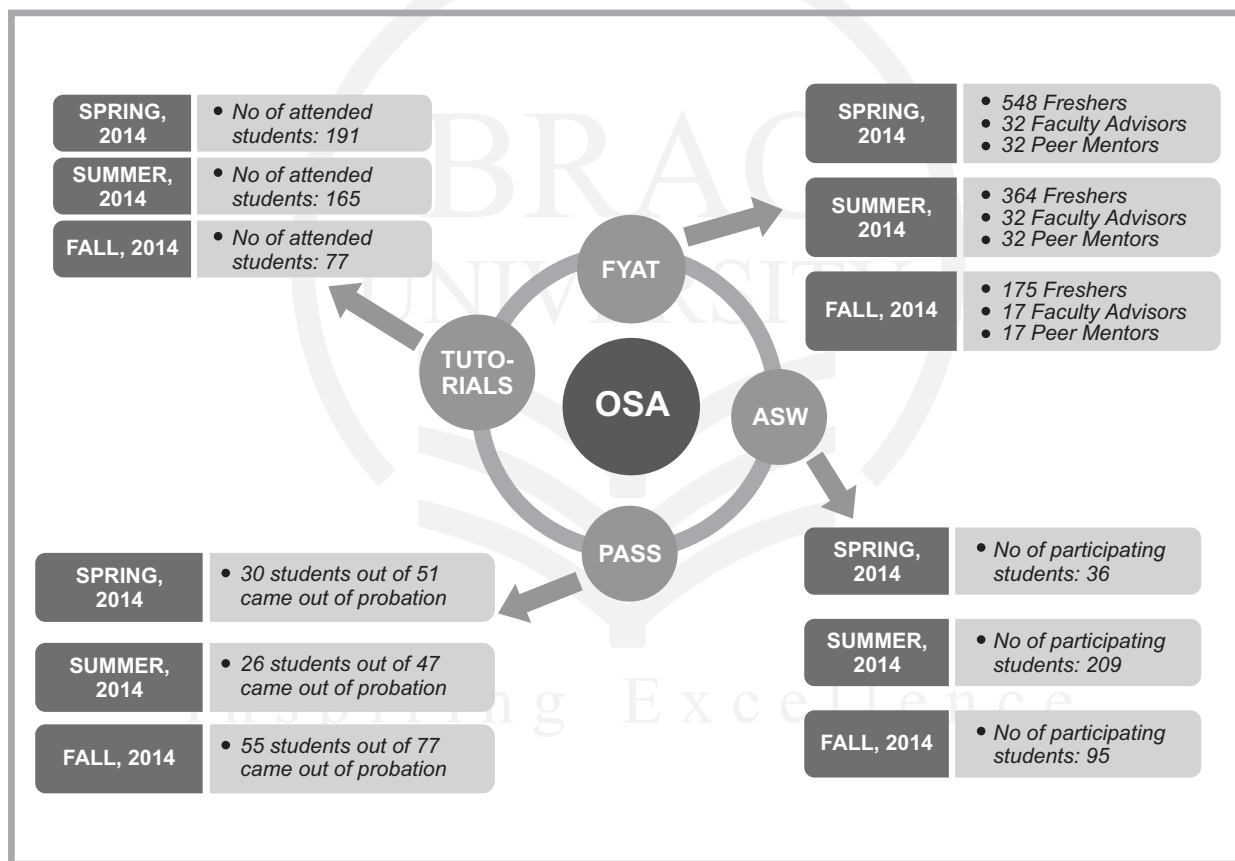 SPRING,
2014
• No of attended
students: 191
SUMMER,
2014
• No of attended
students: 165
FALL, 2014
• No of attended
students: 77
SPRING,
2014
• 548 Freshers
• 32 Faculty Advisors
• 32 Peer Mentors
SUMMER,
2014
• 364 Freshers
• 32 Faculty Advisors
• 32 Peer Mentors
FALL, 2014
• 175 Freshers
• 17 Faculty Advisors
• 17 Peer Mentors
BRAC
UNIVERSITY
FYAT
TUTO-
RIALS
OSA
ASW
PASS
SPRING,
2014
• 30 students out of 51
came out of probation
SUMMER,
2014
• 26 students out of 47
came out of probation
FALL, 2014
• 55 students out of 77
came out of probation
SPRING,
2014
• No of participating
students: 36
SUMMER,
2014
• No of participating
students: 209
FALL, 2014
• No of participating
students: 95
Inspiring Excellence